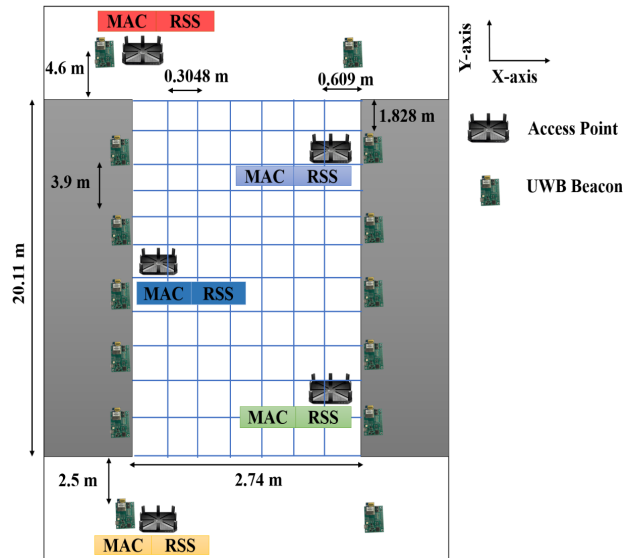 MAC RSS
4.6 m
0.3048 m
0.609 m
Y-axis
X-axis
1.828 m
Access Point
MAC RSS
3.9 m
UWB Beacon
20.11 m
MAC RSS
MAC RSS
2.5 m
2.74 m
MAC RSS